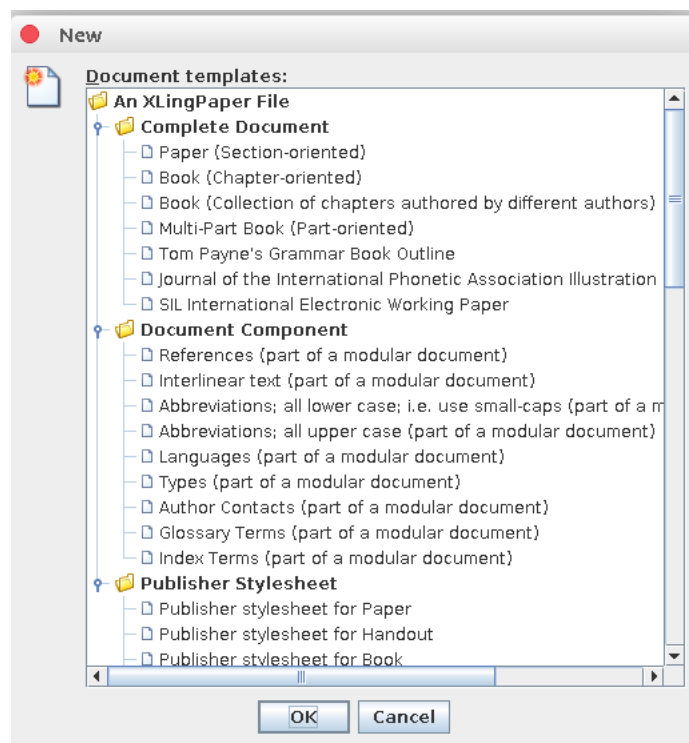 New
Document templates:
An XLingPaper File
Complete Document
Paper (Section-oriented)
Book (Chapter-oriented)
Book (Collection of chapters authored by different authors)
Multi-Part Book (Part-oriented)
Tom Payne's Grammar Book Outline
Journal of the International Phonetic Association Illustration
SIL International Electronic Working Paper
Document Component
References (part of a modular document)
Interlinear text (part of a modular document)
Abbreviations; all lower case; i.e. use small-caps (part of a
Abbreviations; all upper case (part of a modular document)
Languages (part of a modular document)
Types (part of a modular document)
Author Contacts (part of a modular document)
Glossary Terms (part of a modular document)
Index Terms (part of a modular document)
Publisher Stylesheet
Publisher stylesheet for Paper
Publisher stylesheet for Handout
Publisher stylesheet for Book
OK Cancel